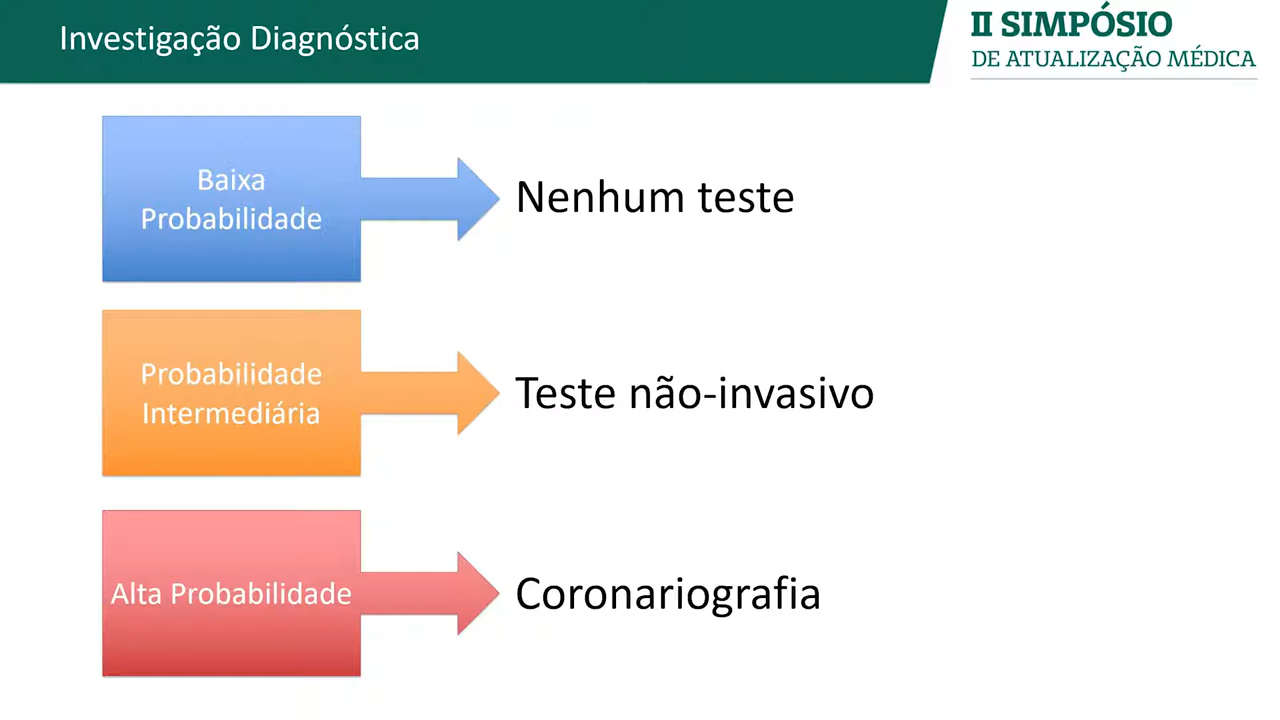 Investigação Diagnóstica
II SIMPÓSIO
DE ATUALIZAÇÃO MÉDICA
Baixa
Probabilidade
Nenhum teste
Probabilidade
Intermediária
Teste não-invasivo
Alta Probabilidade
Coronariografia